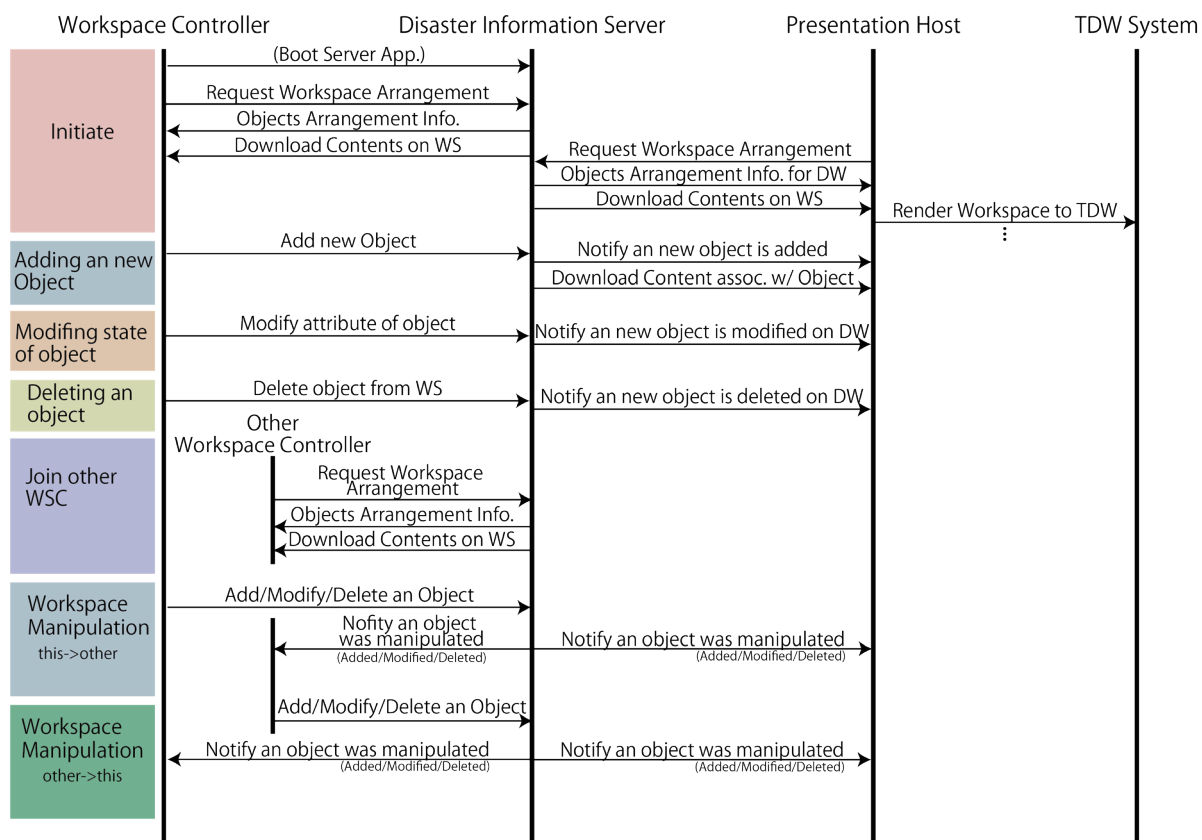 Workspace Controller
Disaster Information Server
Presentation Host
TDW System
Initiate
(Boot Server App.)
Request Workspace Arrangement
Objects Arrangement Info.
Download Contents on WS
Request Workspace Arrangement
Objects Arrangement Info. for DW
Download Contents on WS
Render Workspace to TDW
Adding an new
Object
Add new Object
Notify an new object is added
Download Content assoc. w/ Object
Modifing state
of object
Modify attribute of object
Notify an new object is modified on DW
Deleting an
object
Delete object from WS
Notify an new object is deleted on DW
Other
Workspace Controller
Join other
WSC
Request Workspace
Arrangement
Objects Arrangement Info.
Download Contents on WS
Workspace
Manipulation
this->other
Add/Modify/Delete an Object
Nofity an object
was manipulated
(Added/Modified/Deleted)
Notify an object was manipulated
(Added/Modified/Deleted)
Workspace
Manipulation
other->this
Add/Modify/Delete an Object
Notify an object was manipulated
(Added/Modified/Deleted)
Notify an object was manipulated
(Added/Modified/Deleted)